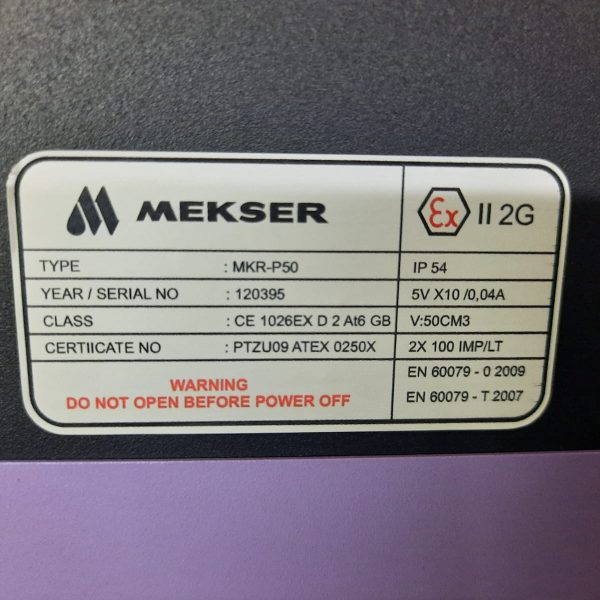 MEKSER
Ex II 2G
TYPE : MKR-P50 IP 54
YEAR / SERIAL NO : 120395 5V X10 /0,04A
CLASS : CE 1026EX D 2 At6 GB V:50CM3
CERTIICATE NO : PTZU09 ATEX 0250X 2X 100 IMP/LT
WARNING
DO NOT OPEN BEFORE POWER OFF
EN 60079 - 0 2009
EN 60079 - T 2007